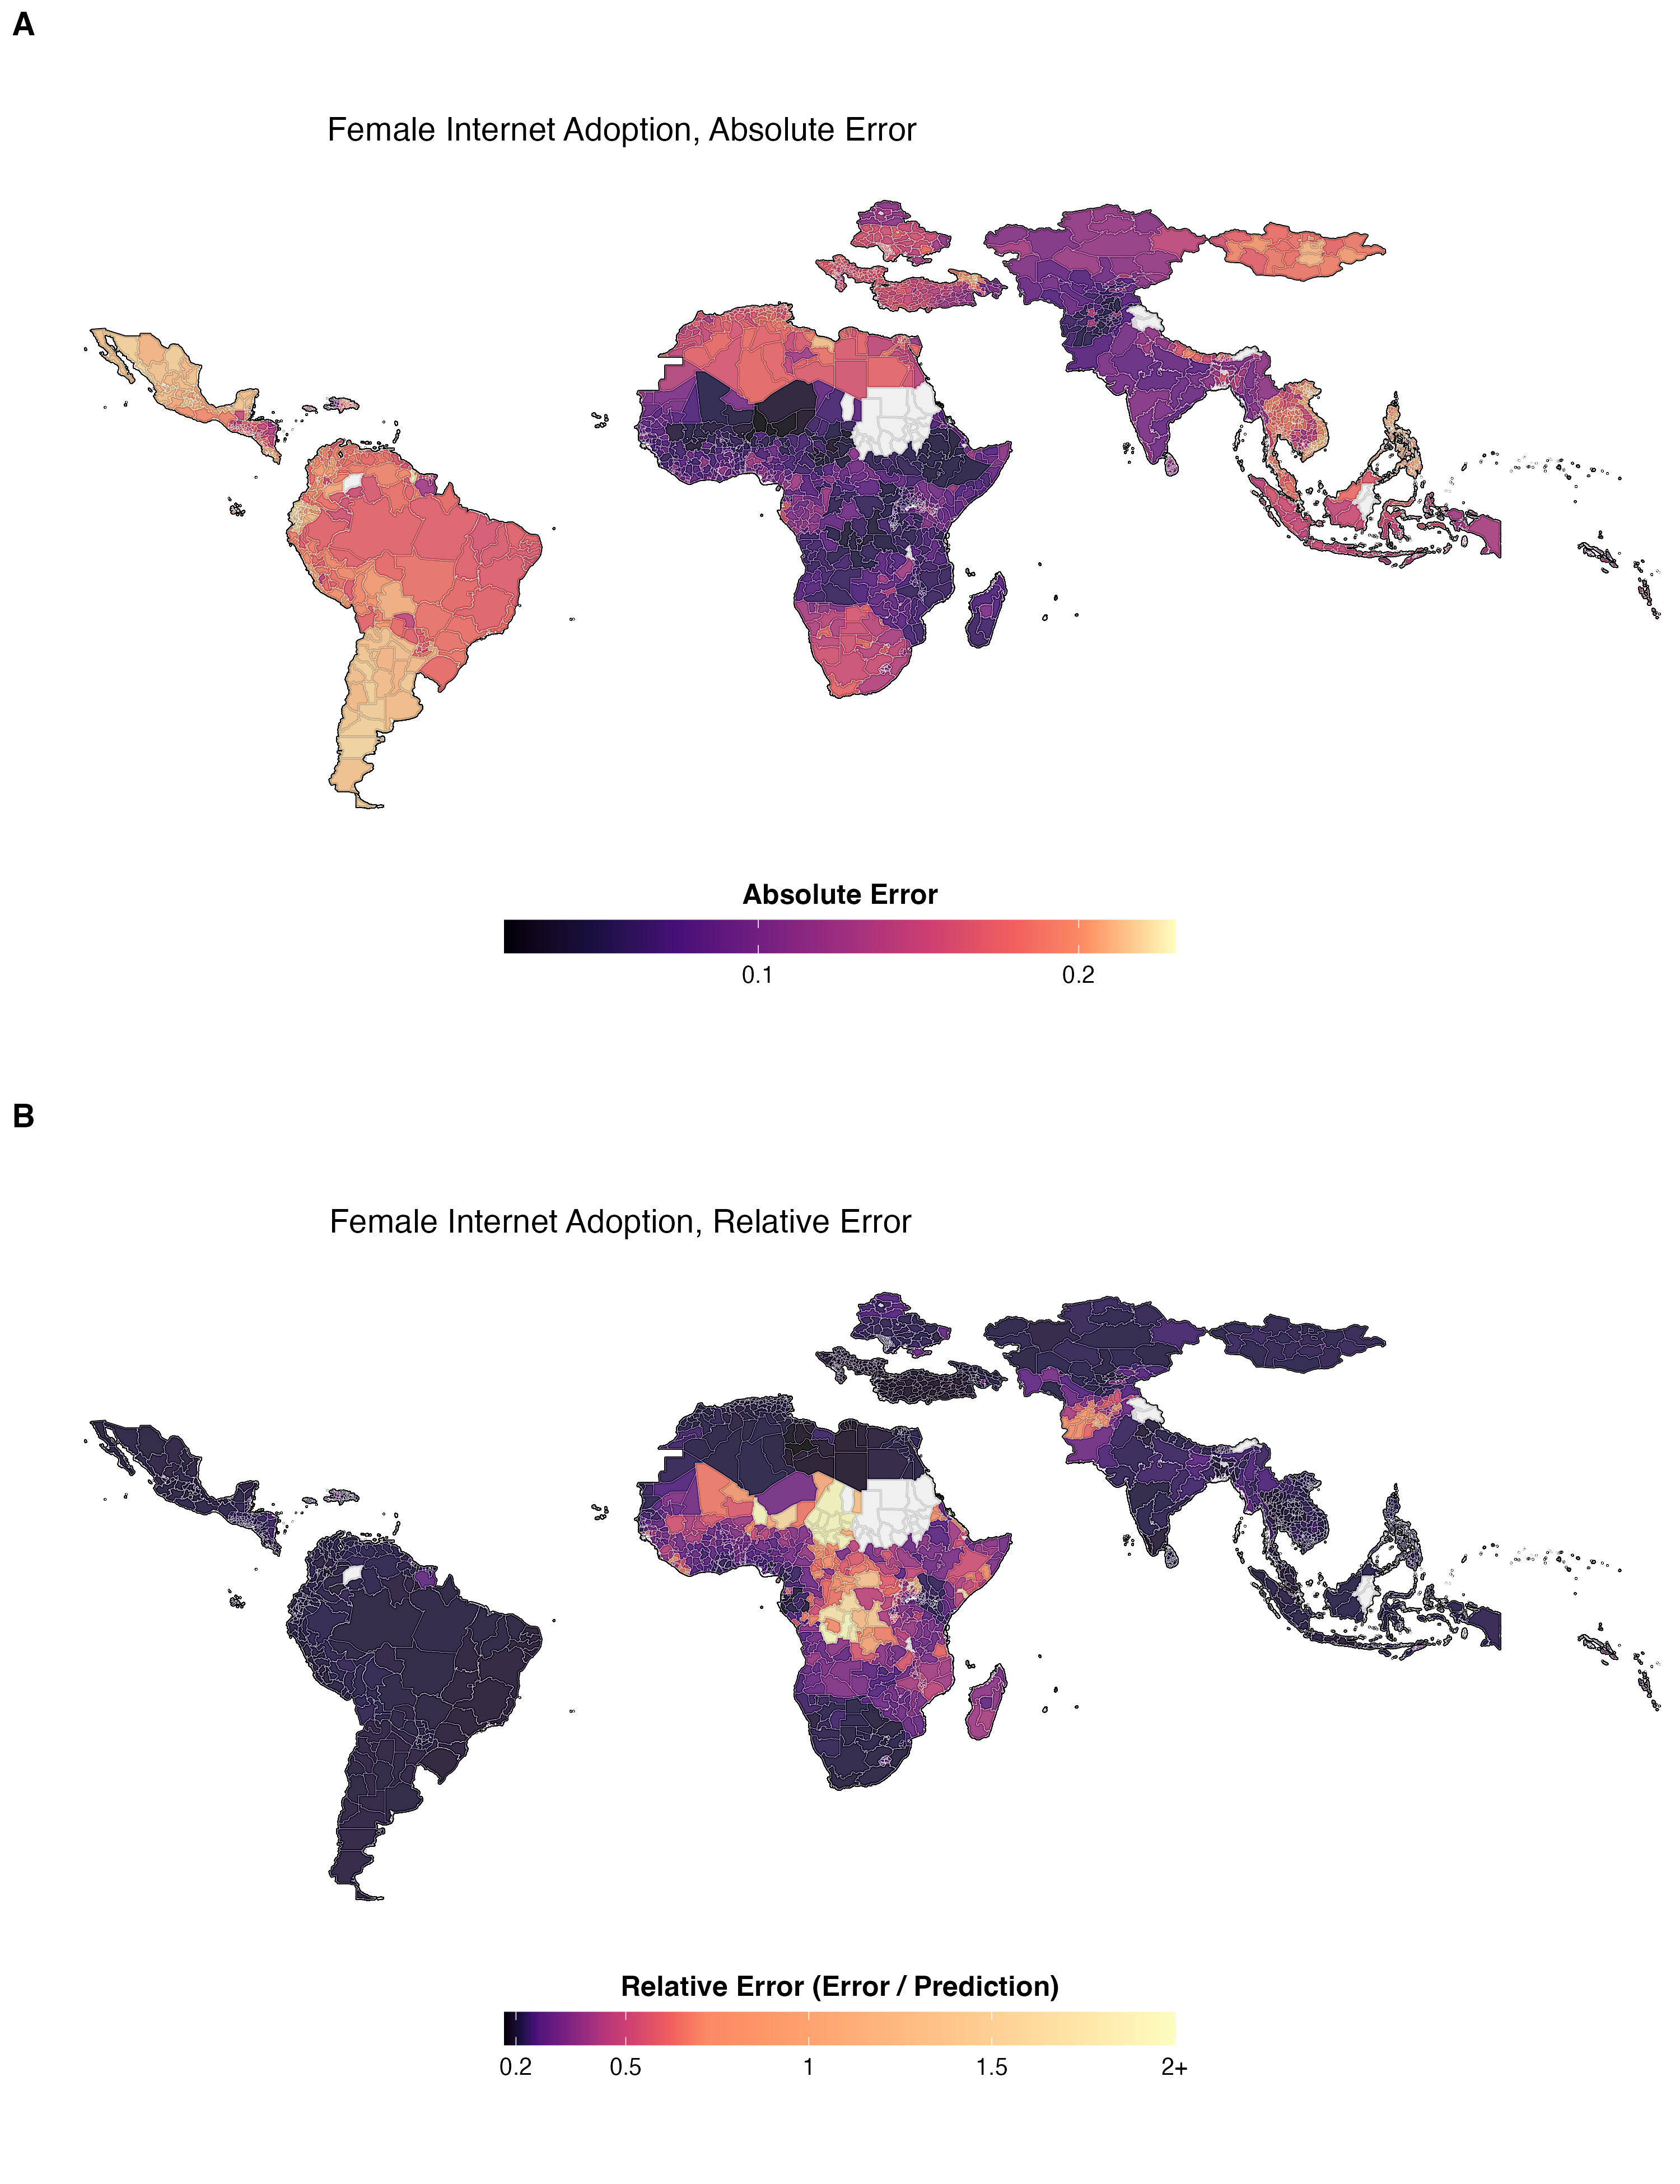 A
Female Internet Adoption, Absolute Error
Absolute Error
0.1 0.2
B
Female Internet Adoption, Relative Error
Relative Error (Error / Prediction)
0.2 0.5 1 1.5 2+